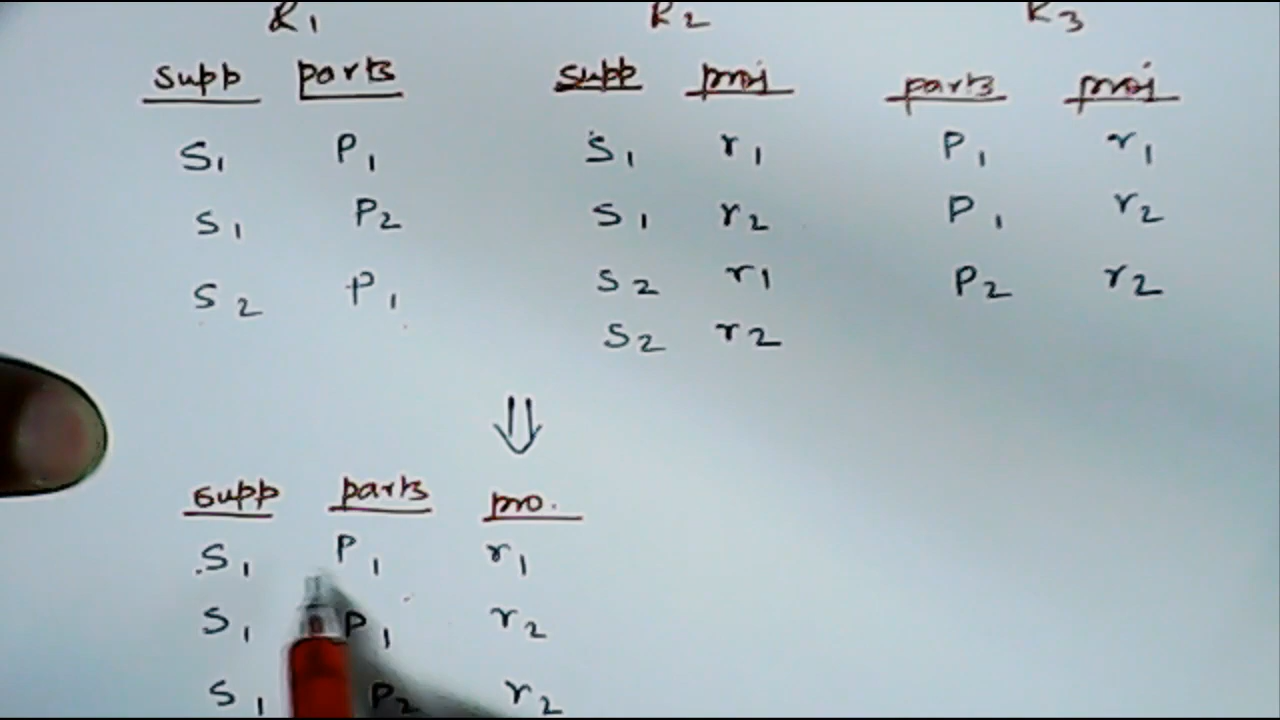 R1 R2 R3
supp parts supp proj parts proj
S1 P1 S1 r1 P1 r1
S1 P2 S1 r2 P1 r2
S2 P1 S2 r1 P2 r2
S2 r2
⇓
supp parts pro.
S1 P1 r1
S1 P1 r2
S1 P2 r2